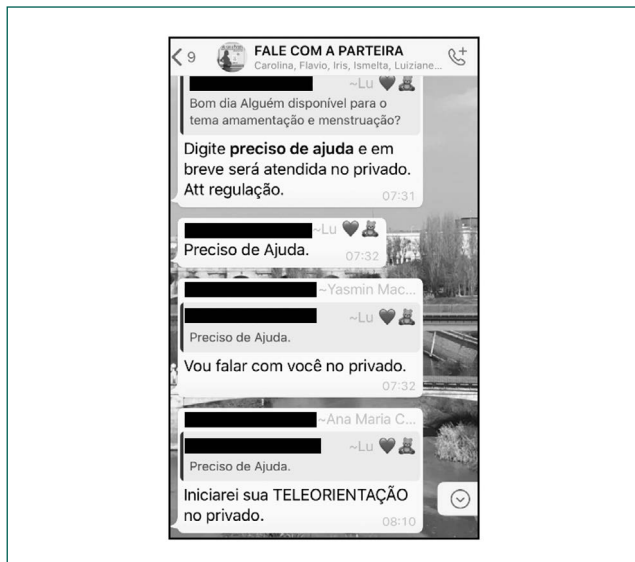 9
FALE COM A PARTEIRA
Carolina, Flavio, Iris, Ismelta, Luiziane...
~Lu
Bom dia Alguém disponível para o
tema amamentação e menstruação?
Digite preciso de ajuda e em
breve será atendida no privado.
Att regulação.
07:31
~Lu
Preciso de Ajuda.
07:32
~Yasmin Mac...
~Lu
Preciso de Ajuda.
Vou falar com você no privado.
07:32
~Ana Maria C...
~Lu
Preciso de Ajuda.
Iniciarei sua TELEORIENTAÇÃO
no privado.
08:10